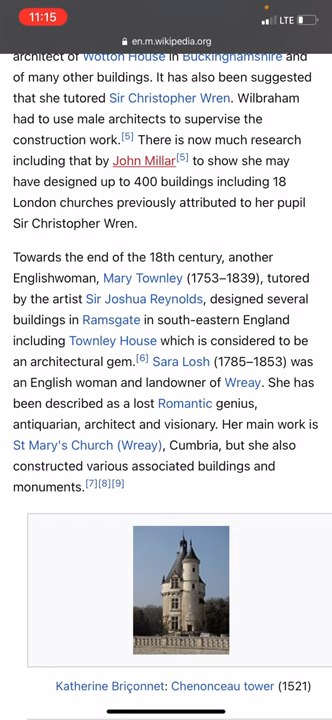 11:15
LTE
en.m.wikipedia.org
architect of Wotton House in Buckinghamshire and
of many other buildings. It has also been suggested
that she tutored Sir Christopher Wren. Wilbraham
had to use male architects to supervise the
construction work.[5] There is now much research
including that by John Millar[5] to show she may
have designed up to 400 buildings including 18
London churches previously attributed to her pupil
Sir Christopher Wren.
Towards the end of the 18th century, another
Englishwoman, Mary Townley (1753–1839), tutored
by the artist Sir Joshua Reynolds, designed several
buildings in Ramsgate in south-eastern England
including Townley House which is considered to be
an architectural gem.[6] Sara Losh (1785–1853) was
an English woman and landowner of Wreay. She has
been described as a lost Romantic genius,
antiquarian, architect and visionary. Her main work is
St Mary's Church (Wreay), Cumbria, but she also
constructed various associated buildings and
monuments.[7][8][9]
Katherine Briçonnet: Chenonceau tower (1521)